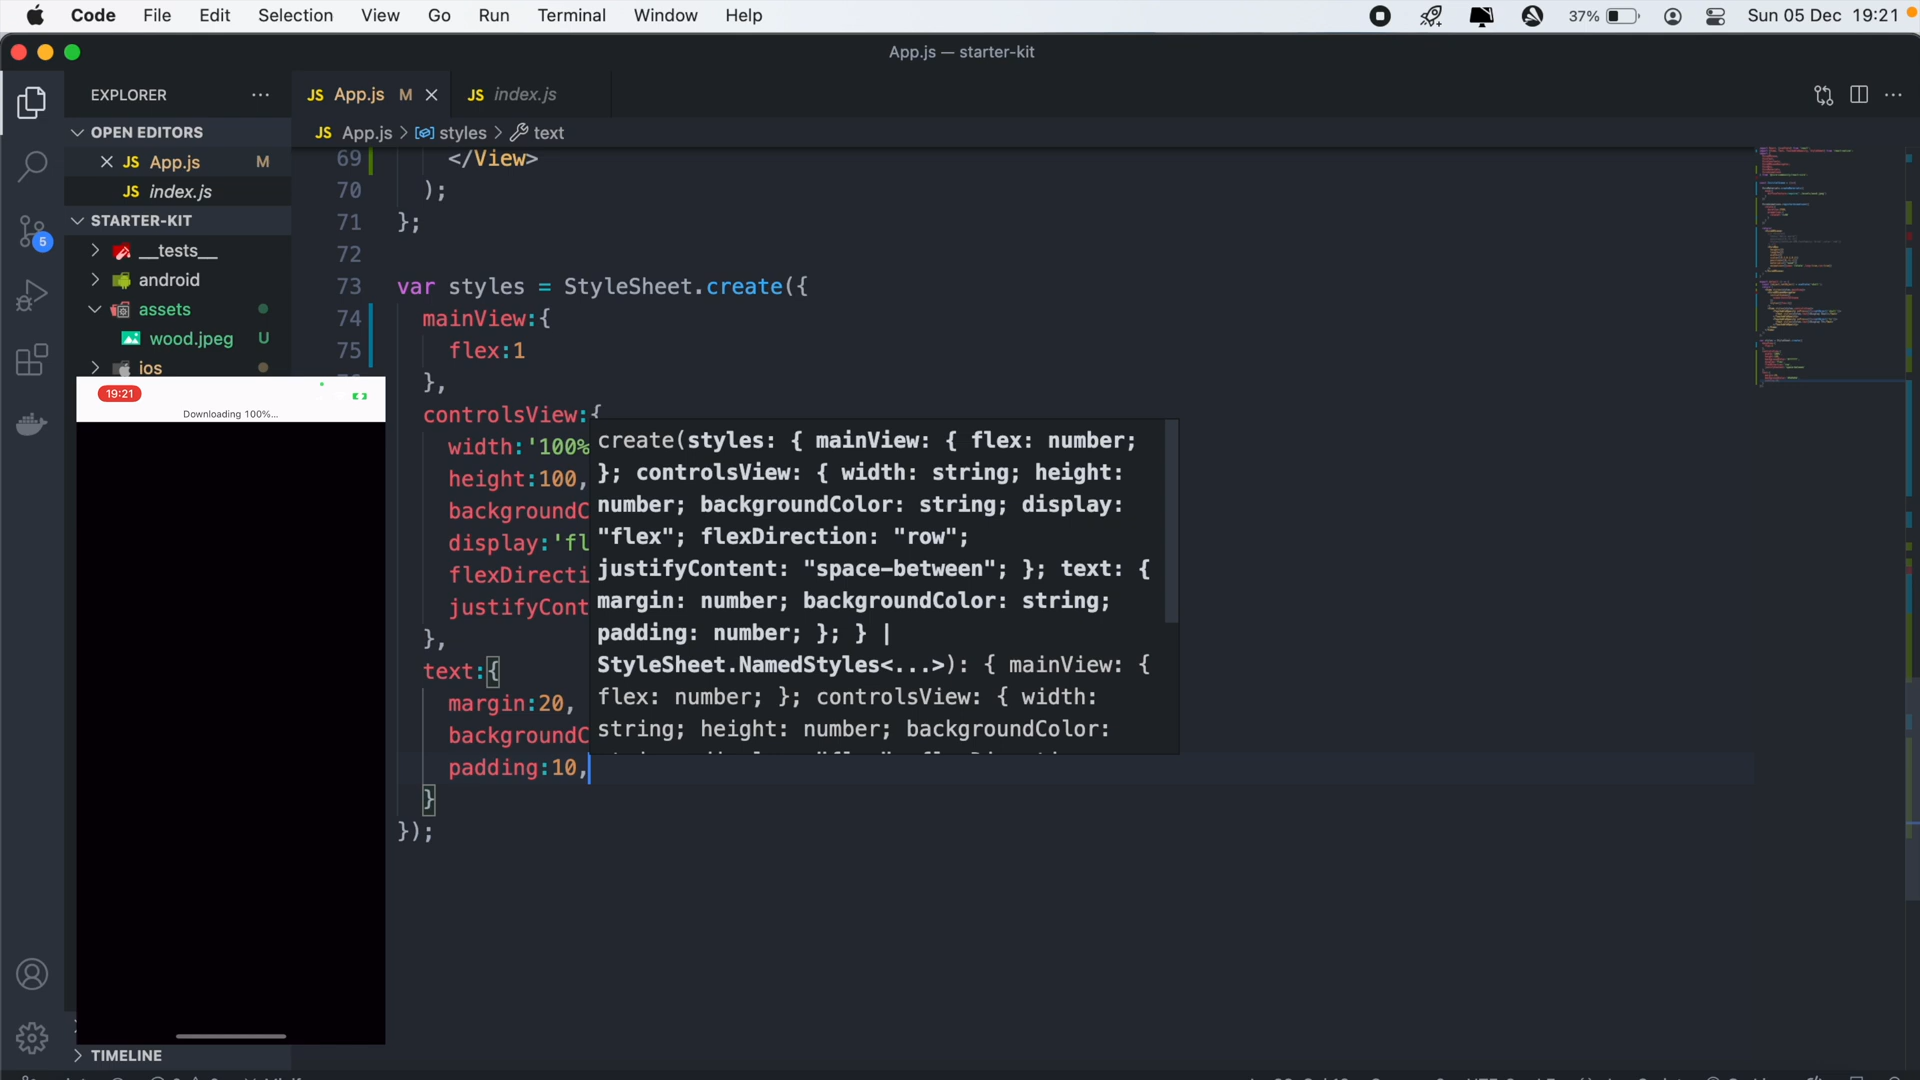 Code File Edit Selection View Go Run Terminal Window Help 37% Sun 05 Dec 19:21
App.js — starter-kit
EXPLORER ···
JS App.js M
JS index.js
OPEN EDITORS
JS App.js M
JS index.js
STARTER-KIT
__tests__
android
assets
wood.jpeg U
ios
5
19:21
Downloading 100%...
TIMELINE
JS App.js > styles > text
69 </View>
70 );
71 };
72
73 var styles = StyleSheet.create({
74 mainView:{
75 flex:1
},
controlsView:{
width:'100%
height:100,
backgroundC
display:'fl
flexDirecti
justifyCont
},
text:{
margin:20,
backgroundC
padding:10,
}
});
create(styles: { mainView: { flex: number;
}; controlsView: { width: string; height:
number; backgroundColor: string; display:
"flex"; flexDirection: "row";
justifyContent: "space-between"; }; text: {
margin: number; backgroundColor: string;
padding: number; }; } |
StyleSheet.NamedStyles<...>): { mainView: {
flex: number; }; controlsView: { width:
string; height: number; backgroundColor: